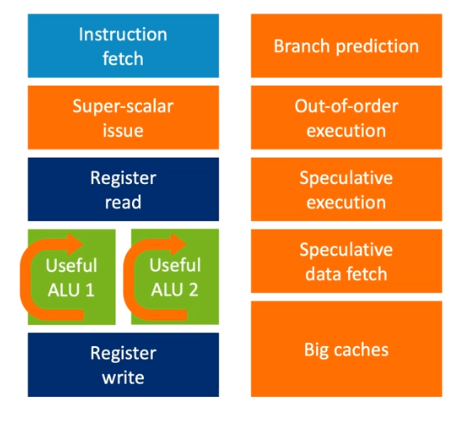 Instruction
fetch
Super-scalar
issue
Register
read
Useful
ALU 1
Useful
ALU 2
Register
write
Branch prediction
Out-of-order
execution
Speculative
execution
Speculative
data fetch
Big caches